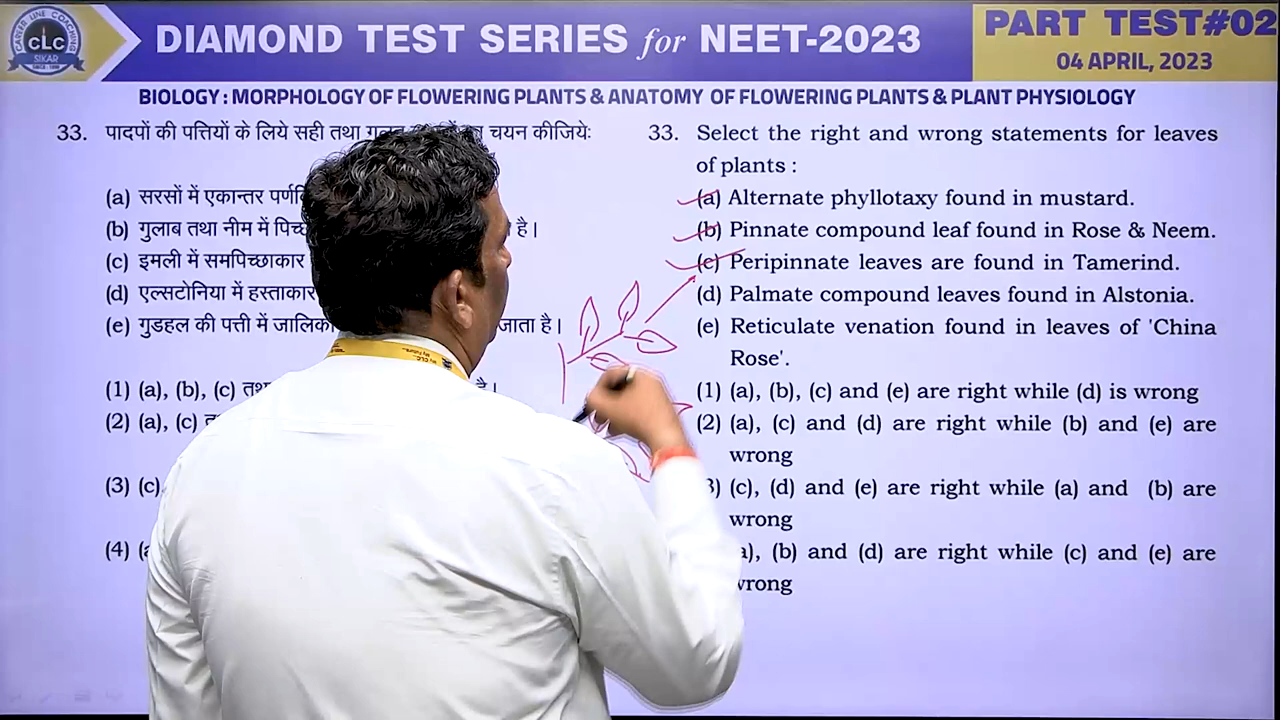 CAREER LINE COACHING
CLC
SIKAR
DIAMOND TEST SERIES for NEET-2023
PART TEST#02
04 APRIL, 2023
BIOLOGY : MORPHOLOGY OF FLOWERING PLANTS & ANATOMY OF FLOWERING PLANTS & PLANT PHYSIOLOGY
33. पादपों की पत्तियों के लिये सही तथा चयन कीजियेः
(a) सरसों में एकान्तर
(b) गुलाब तथा नीम में है।
(c) इमली में समपिच्छाकार
(d) एल्सटोनिया में
(e) गुडहल की पत्ती में जाता है।
(1) (a), (b), (c) है।
(2) (a), (c)
(3) (c),
(4)
33. Select the right and wrong statements for leaves
of plants :
(a) Alternate phyllotaxy found in mustard.
(b) Pinnate compound leaf found in Rose & Neem.
(c) Peripinnate leaves are found in Tamerind.
(d) Palmate compound leaves found in Alstonia.
(e) Reticulate venation found in leaves of 'China
Rose'.
(1) (a), (b), (c) and (e) are right while (d) is wrong
(2) (a), (c) and (d) are right while (b) and (e) are
wrong
(c), (d) and (e) are right while (a) and (b) are
wrong
(b) and (d) are right while (c) and (e) are
wrong